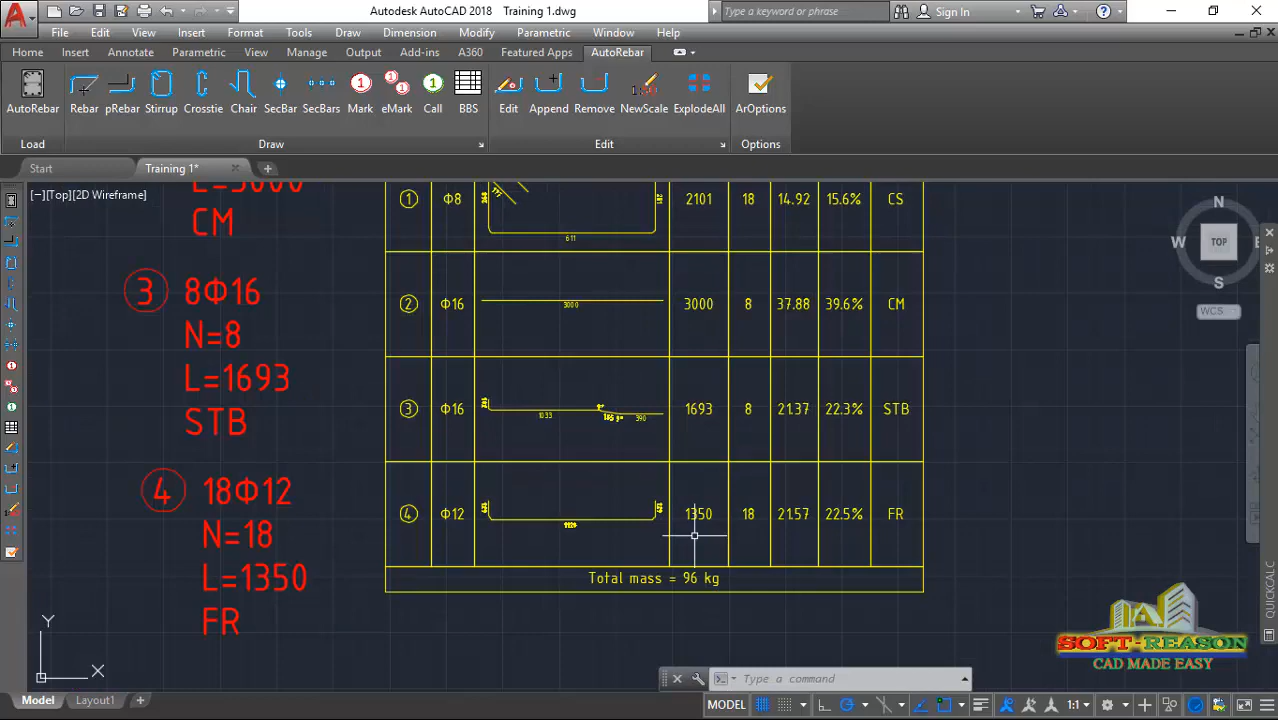 Autodesk AutoCAD 2018 Training 1.dwg
Type a keyword or phrase
Sign In
File Edit View Insert Format Tools Draw Dimension Modify Parametric Window Help
Home Insert Annotate Parametric View Manage Output Add-ins A360 Featured Apps AutoRebar
AutoRebar Rebar pRebar Stirrup Crosstie Chair SecBar SecBars Mark eMark Call BBS Edit Append Remove NewScale ExplodeAll ArOptions
Load Draw Edit Options
Start Training 1*
[−][Top][2D Wireframe]
N
W TOP E
S
WCS
L=3000
CM
3 8Φ16
N=8
L=1693
STB
4 18Φ12
N=18
L=1350
FR
1 Φ8 611 2101 18 14.92 15.6% CS
2 Φ16 3000 3000 8 37.88 39.6% CM
3 Φ16 1033 390 1693 8 21.37 22.3% STB
4 Φ12 1350 18 21.57 22.5% FR
Total mass = 96 kg
Y
X
QUICKCALC
SOFT-REASON
CAD MADE EASY
Type a command
Model Layout1
MODEL 1:1